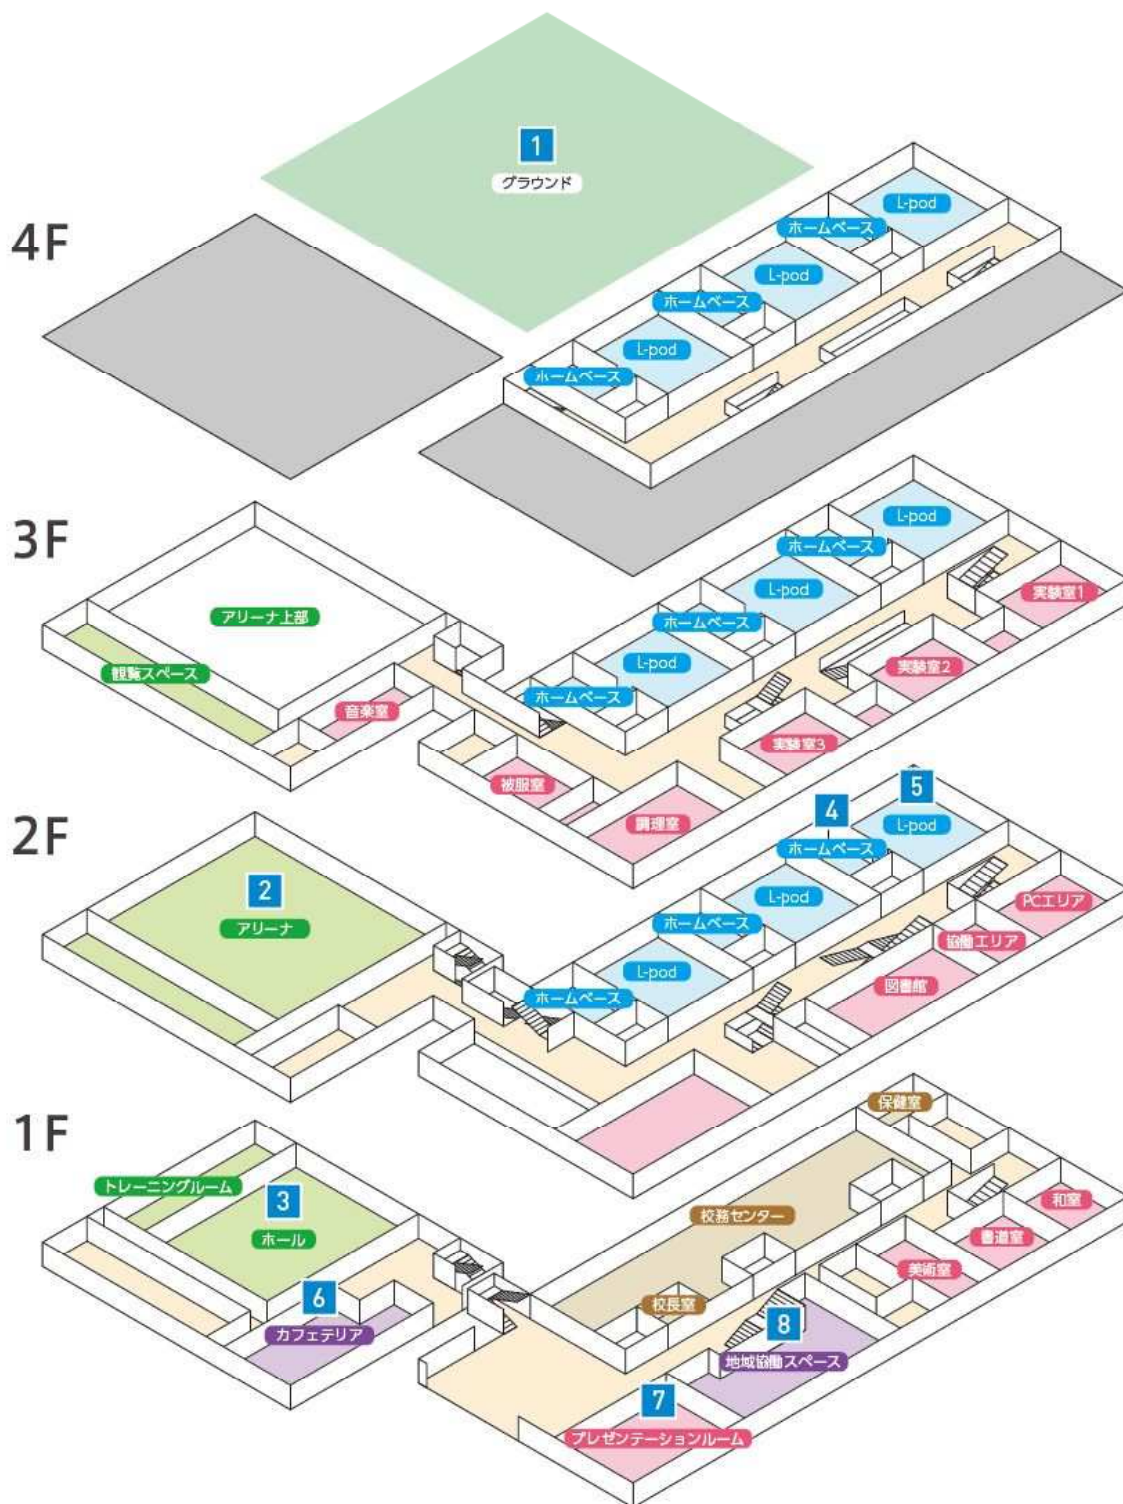 1
グラウンド
4F
L-pod
ホームベース
L-pod
ホームベース
L-pod
ホームベース
3F
L-pod
ホームベース
実験室1
L-pod
アリーナ上部
ホームベース
実験室2
L-pod
観覧スペース
ホームベース
音楽室
実験室3
被服室
調理室
2F
5
4
L-pod
ホームベース
2
L-pod
PCエリア
アリーナ
ホームベース
協働エリア
L-pod
図書館
ホームベース
1F
保健室
トレーニングルーム
3
校務センター
和室
ホール
書道室
美術室
6
校長室
カフェテリア
8
地域協働スペース
7
プレゼンテーションルーム